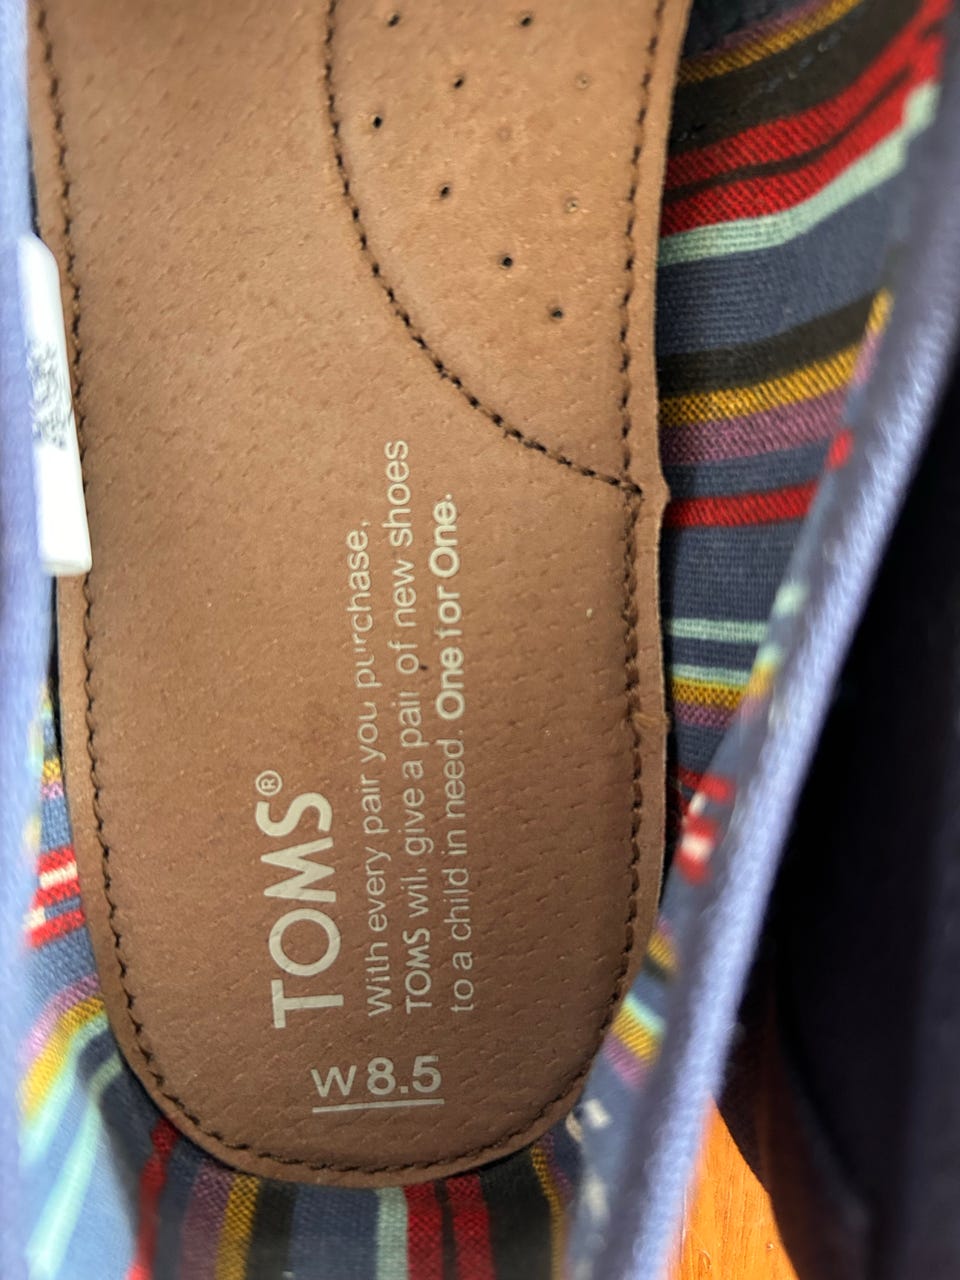 TOMS®
With every pair you purchase,
TOMS will give a pair of new shoes
to a child in need. One for One.
W 8.5